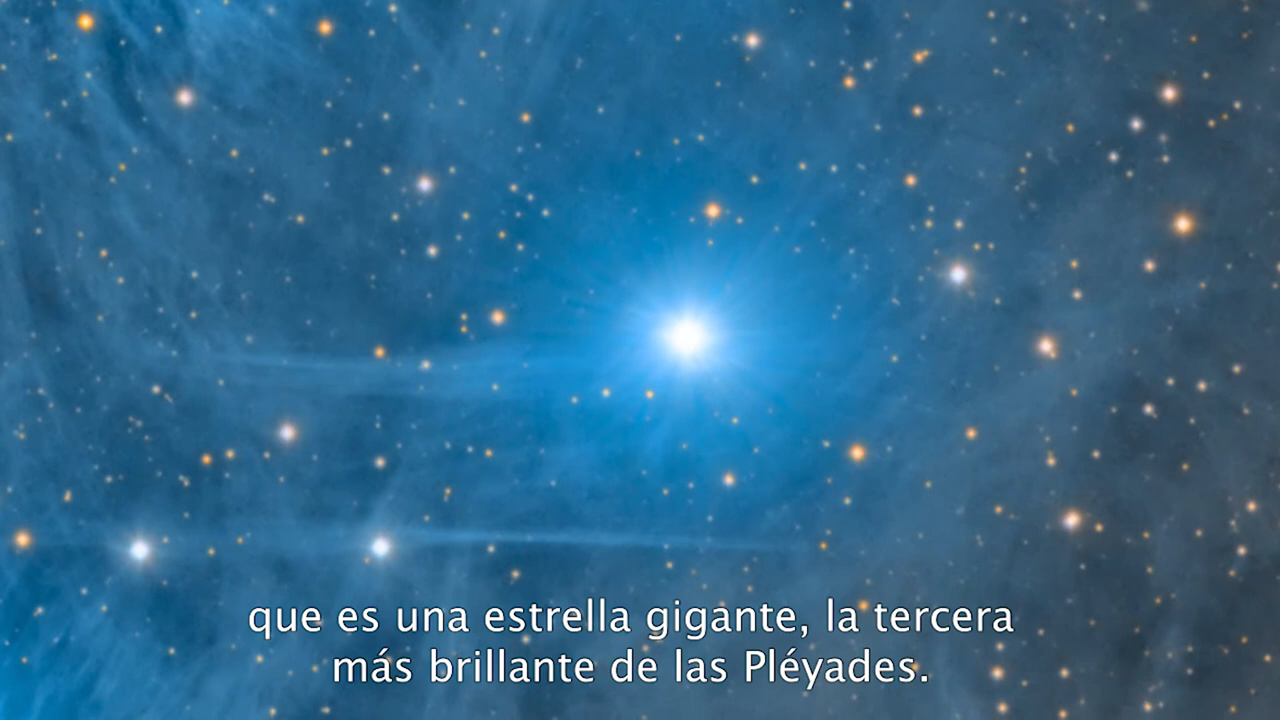 que es una estrella gigante, la tercera
más brillante de las Pléyades.